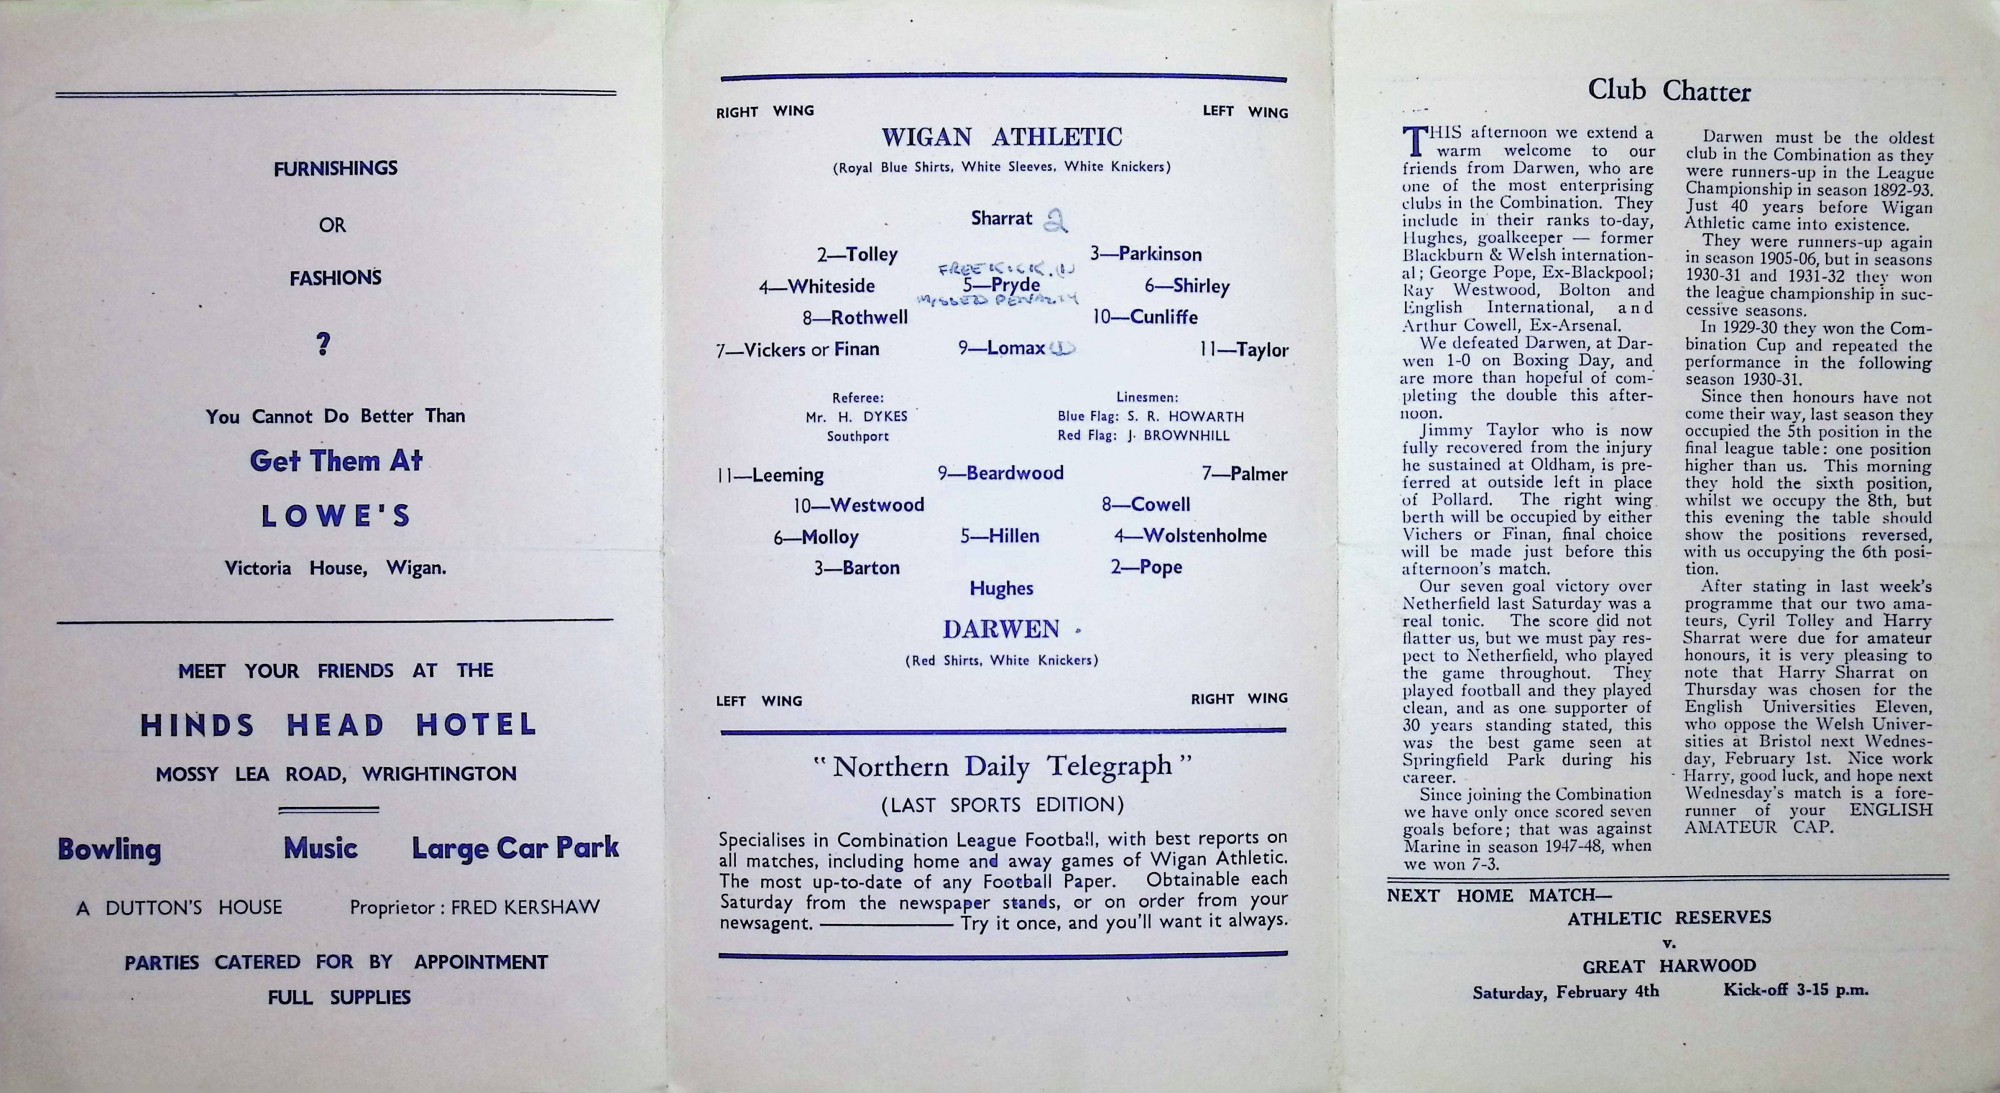 FURNISHINGS
OR
FASHIONS
?
You Cannot Do Better Than
Get Them At
LOWE'S
Victoria House, Wigan.
MEET YOUR FRIENDS AT THE
HINDS HEAD HOTEL
MOSSY LEA ROAD, WRIGHTINGTON
Bowling Music Large Car Park
A DUTTON'S HOUSE Proprietor : FRED KERSHAW
PARTIES CATERED FOR BY APPOINTMENT
FULL SUPPLIES
RIGHT WING LEFT WING
WIGAN ATHLETIC
(Royal Blue Shirts, White Sleeves, White Knickers)
Sharrat 2
2—Tolley 3—Parkinson
FREE KICK. (1)
4—Whiteside 5—Pryde 6—Shirley
MISSED PENALTY
8—Rothwell 10—Cunliffe
7—Vickers or Finan 9—Lomax (1) 11—Taylor
Referee: Linesmen:
Mr. H. DYKES Blue Flag: S. R. HOWARTH
Southport Red Flag: J. BROWNHILL
11—Leeming 9—Beardwood 7—Palmer
10—Westwood 8—Cowell
6—Molloy 5—Hillen 4—Wolstenholme
3—Barton 2—Pope
Hughes
DARWEN
(Red Shirts, White Knickers)
LEFT WING RIGHT WING
"Northern Daily Telegraph"
(LAST SPORTS EDITION)
Specialises in Combination League Football, with best reports on
all matches, including home and away games of Wigan Athletic.
The most up-to-date of any Football Paper. Obtainable each
Saturday from the newspaper stands, or on order from your
newsagent. ———— Try it once, and you'll want it always.
Club Chatter
THIS afternoon we extend a
warm welcome to our
friends from Darwen, who are
one of the most enterprising
clubs in the Combination. They
include in their ranks to-day,
Hughes, goalkeeper — former
Blackburn & Welsh internation-
al; George Pope, Ex-Blackpool;
Ray Westwood, Bolton and
English International, and
Arthur Cowell, Ex-Arsenal.
We defeated Darwen, at Dar-
wen 1-0 on Boxing Day, and
are more than hopeful of com-
pleting the double this after-
noon.
Jimmy Taylor who is now
fully recovered from the injury
he sustained at Oldham, is pre-
ferred at outside left in place
of Pollard. The right wing
berth will be occupied by either
Vichers or Finan, final choice
will be made just before this
afternoon's match.
Our seven goal victory over
Netherfield last Saturday was a
real tonic. The score did not
flatter us, but we must pay res-
pect to Netherfield, who played
the game throughout. They
played football and they played
clean, and as one supporter of
30 years standing stated, this
was the best game seen at
Springfield Park during his
career.
Since joining the Combination
we have only once scored seven
goals before; that was against
Marine in season 1947-48, when
we won 7-3.
Darwen must be the oldest
club in the Combination as they
were runners-up in the League
Championship in season 1892-93.
Just 40 years before Wigan
Athletic came into existence.
They were runners-up again
in season 1905-06, but in seasons
1930-31 and 1931-32 they won
the league championship in suc-
cessive seasons.
In 1929-30 they won the Com-
bination Cup and repeated the
performance in the following
season 1930-31.
Since then honours have not
come their way, last season they
occupied the 5th position in the
final league table: one position
higher than us. This morning
they hold the sixth position,
whilst we occupy the 8th, but
this evening the table should
show the positions reversed,
with us occupying the 6th posi-
tion.
After stating in last week's
programme that our two ama-
teurs, Cyril Tolley and Harry
Sharrat were due for amateur
honours, it is very pleasing to
note that Harry Sharrat on
Thursday was chosen for the
English Universities Eleven,
who oppose the Welsh Univer-
sities at Bristol next Wednes-
day, February 1st. Nice work
Harry, good luck, and hope next
Wednesday's match is a fore-
runner of your ENGLISH
AMATEUR CAP.
NEXT HOME MATCH—
ATHLETIC RESERVES
v.
GREAT HARWOOD
Saturday, February 4th Kick-off 3-15 p.m.